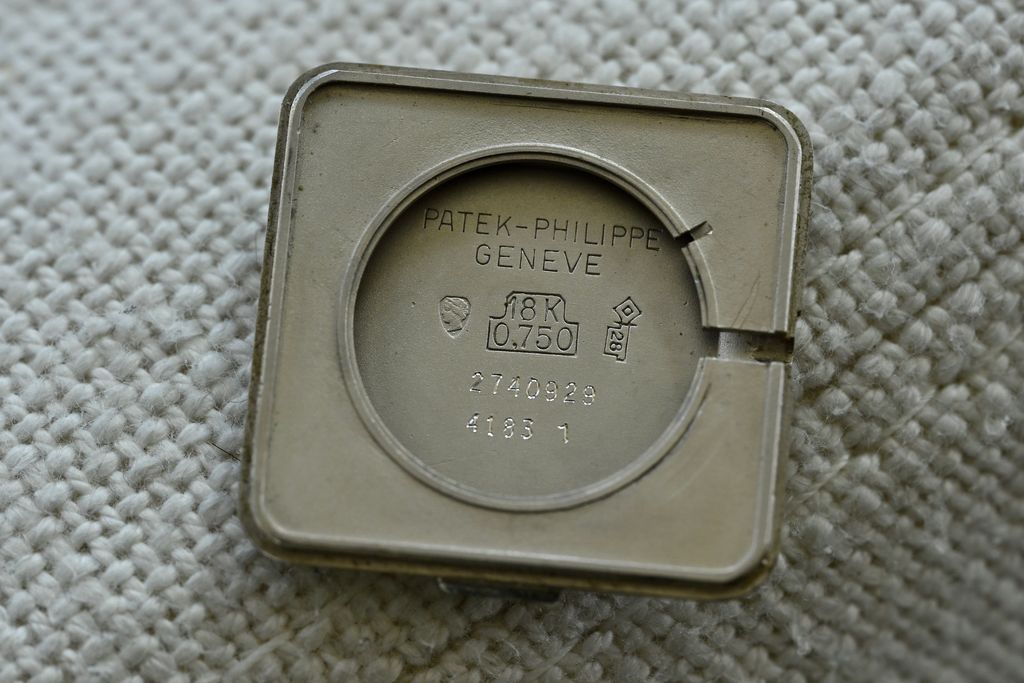 PATEK-PHILIPPE
GENEVE
18K
0,750
28
2740929
4183 1